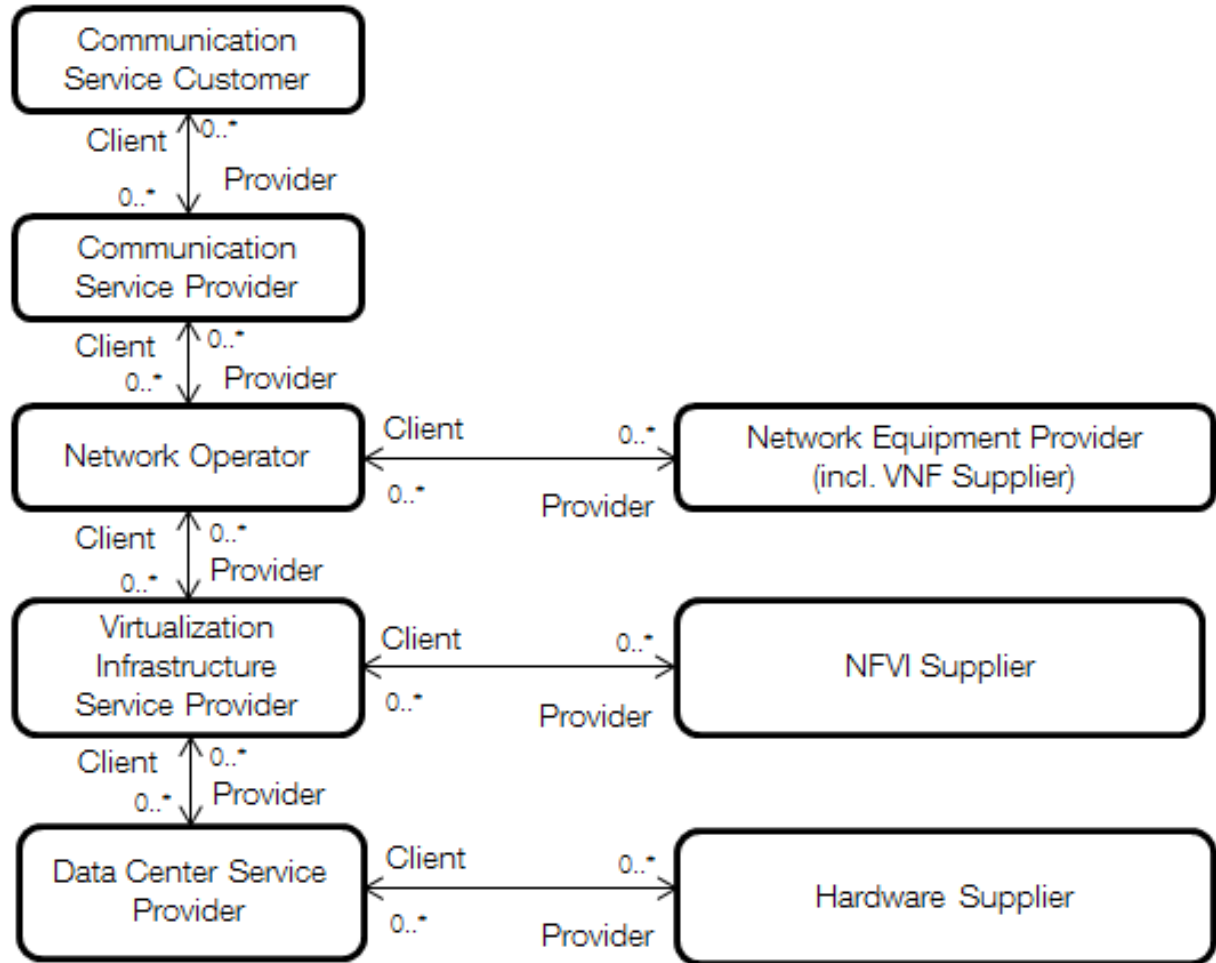 Communication
Service Customer
Client
0..*
Provider
0..*
Communication
Service Provider
Client
0..*
Provider
0..*
Network Operator
Client
0..*
0..*
Provider
Network Equipment Provider
(incl. VNF Supplier)
Client
0..*
Provider
0..*
Virtualization
Infrastructure
Service Provider
Client
0..*
0..*
Provider
NFVI Supplier
Client
0..*
Provider
0..*
Data Center Service
Provider
Client
0..*
0..*
Provider
Hardware Supplier